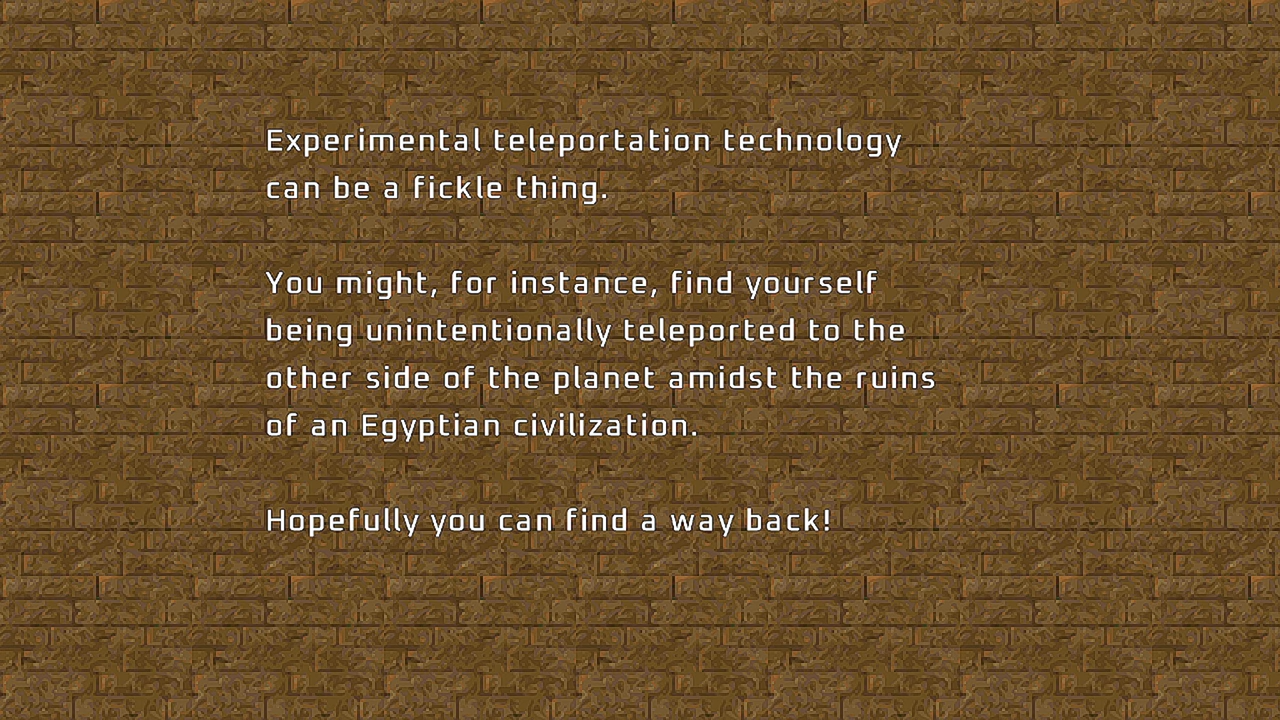 Experimental teleportation technology
can be a fickle thing.
You might, for instance, find yourself
being unintentionally teleported to the
other side of the planet amidst the ruins
of an Egyptian civilization.
Hopefully you can find a way back!